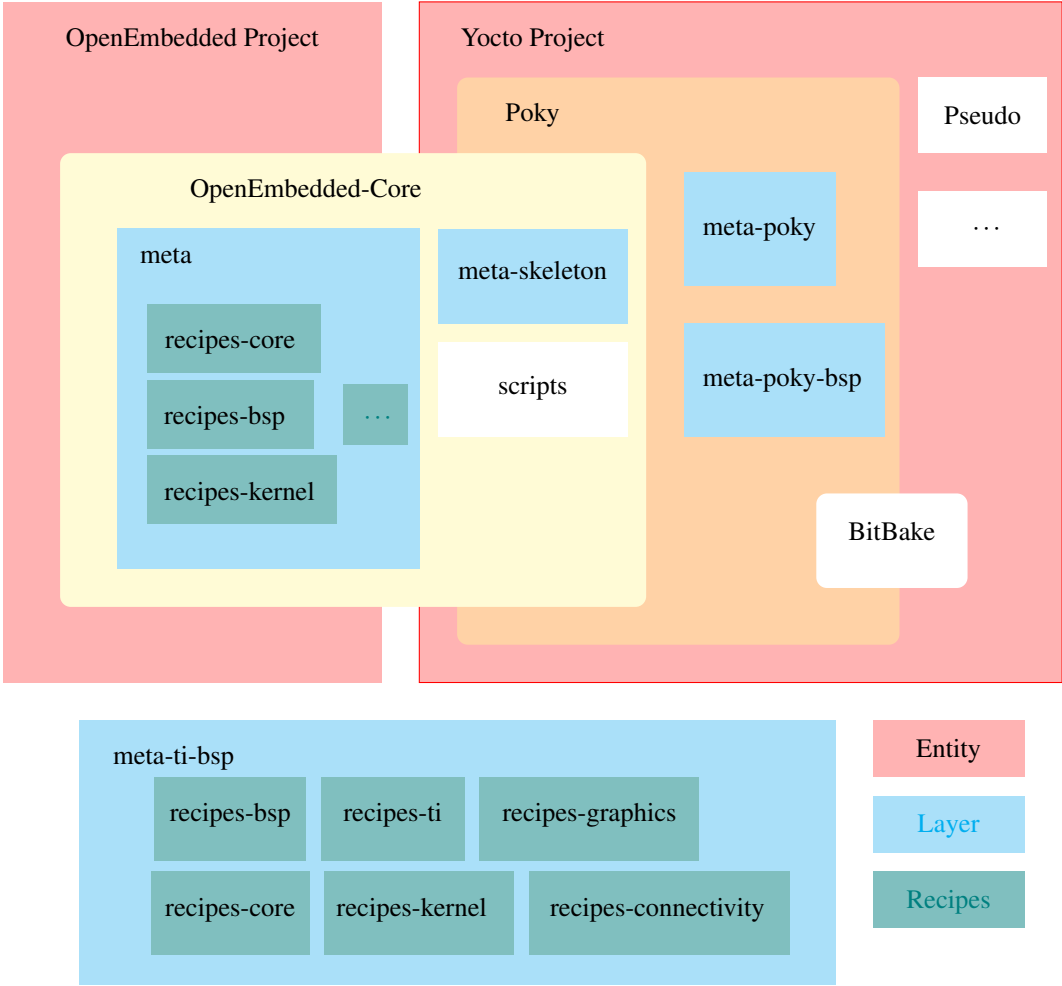 OpenEmbedded Project
Yocto Project
Poky
Pseudo
OpenEmbedded-Core
meta-poky
...
meta
meta-skeleton
recipes-core
meta-poky-bsp
scripts
recipes-bsp
...
recipes-kernel
BitBake
meta-ti-bsp
Entity
recipes-bsp
recipes-ti
recipes-graphics
Layer
recipes-core
recipes-kernel
recipes-connectivity
Recipes